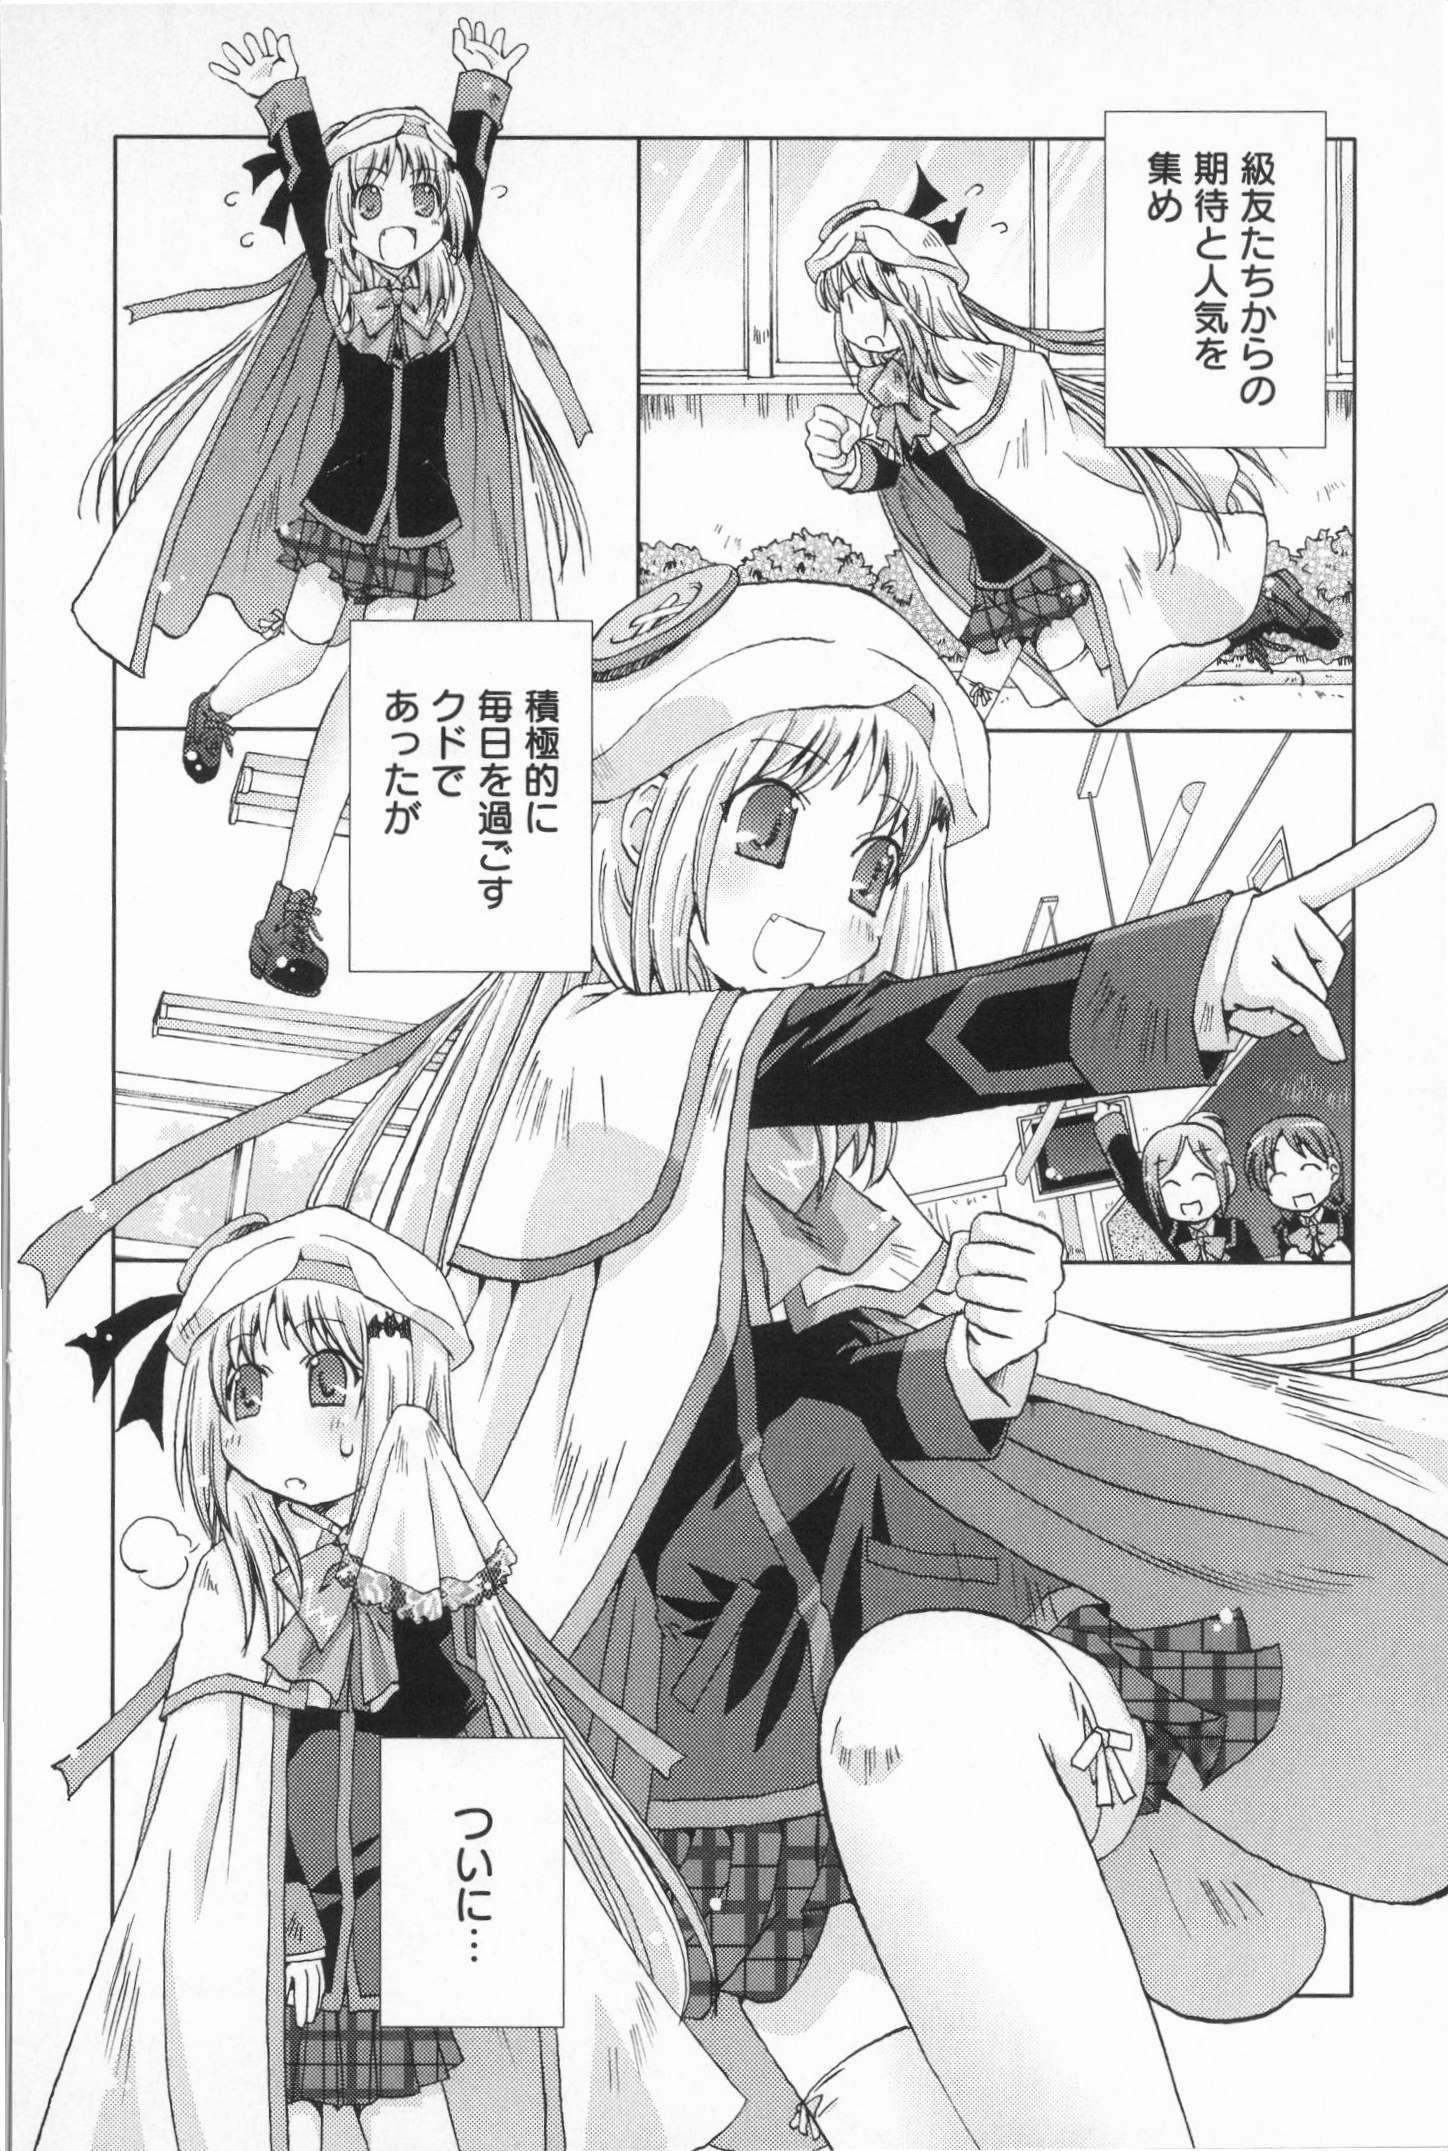 級友たちからの
期待と人気を
集め
積極的に
毎日を過ごす
クドで
あったが
ついに…